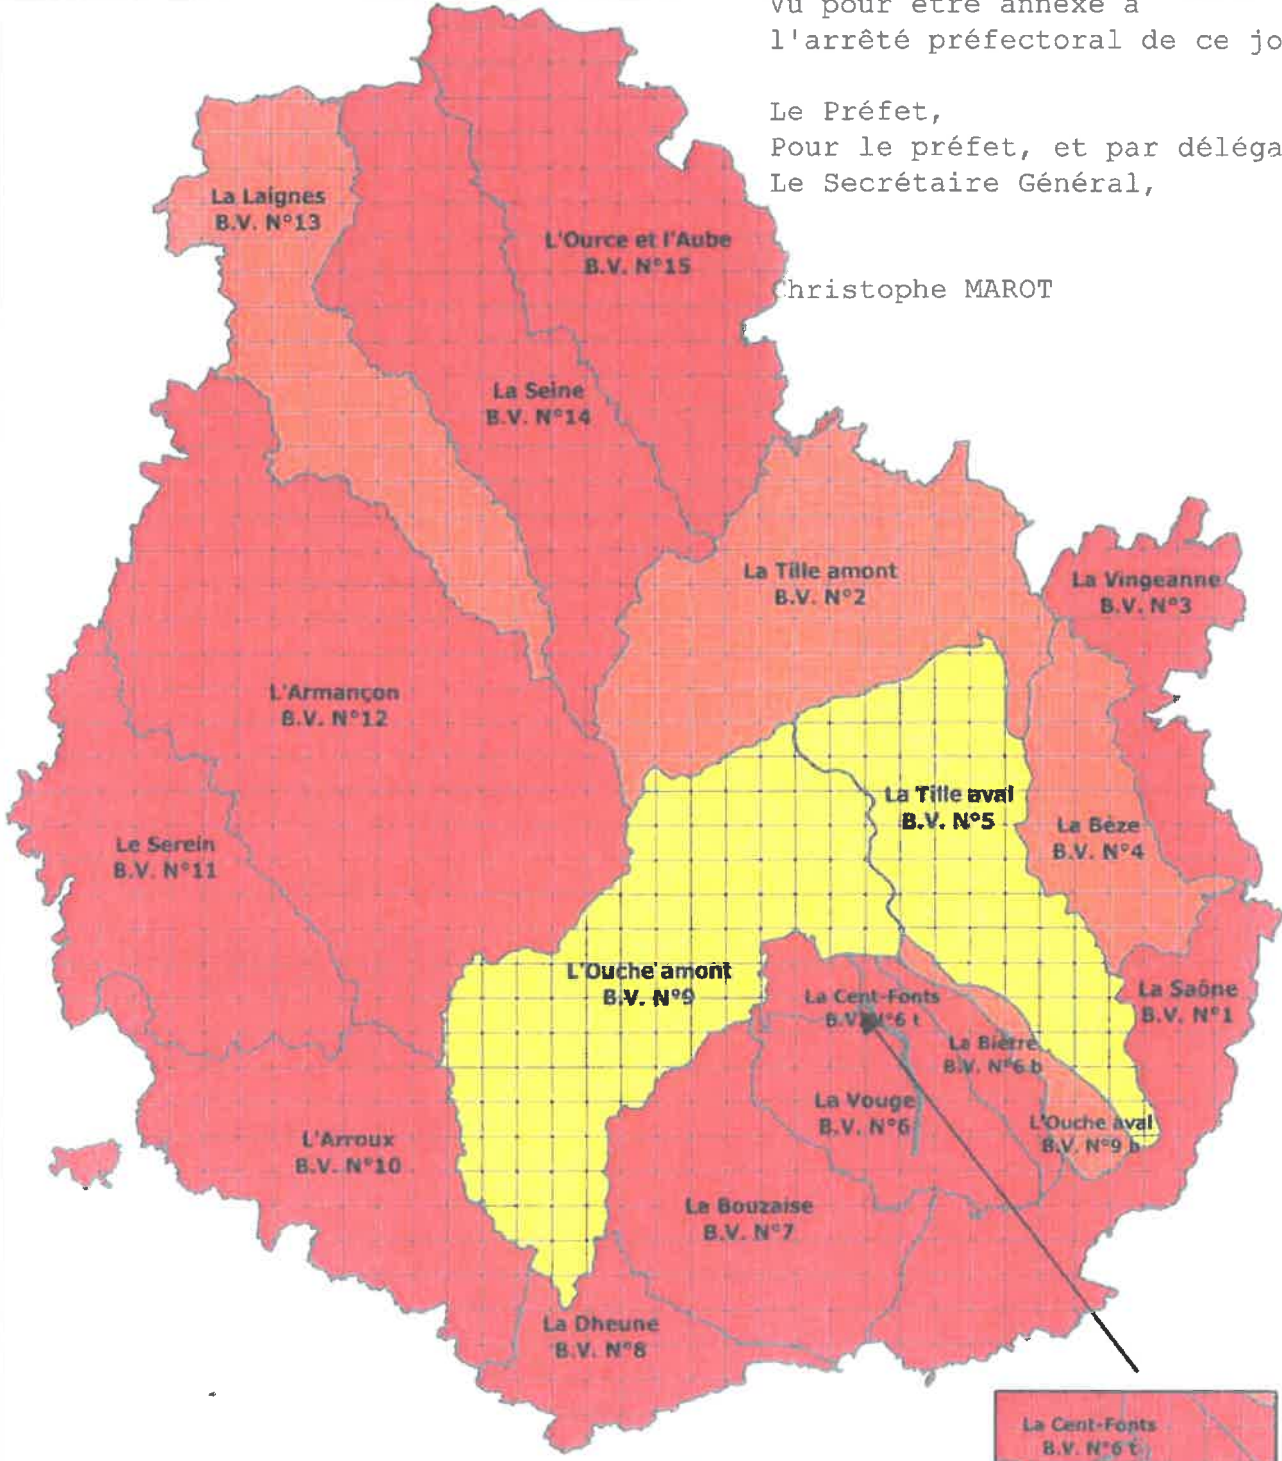 Vu pour être annexé à
l'arrêté préfectoral de ce jo
Le Préfet,
Pour le préfet, et par déléga
Le Secrétaire Général,
Christophe MAROT
La Laignes
B.V. N°13
L'Ource et l'Aube
B.V. N°15
La Seine
B.V. N°14
La Tille amont
B.V. N°2
La Vingeanne
B.V. N°3
L'Armançon
B.V. N°12
La Tille aval
B.V. N°5
La Bèze
B.V. N°4
Le Serein
B.V. N°11
L'Ouche amont
B.V. N°9
La Cent-Fonts
B.V. N°6 t
La Saône
B.V. N°1
La Bietre
B.V. N°6 b
La Vouge
B.V. N°6
L'Ouche aval
B.V. N°9 b
L'Arroux
B.V. N°10
La Bouzaise
B.V. N°7
La Dheune
B.V. N°8
La Cent-Fonts
B.V. N°6 t